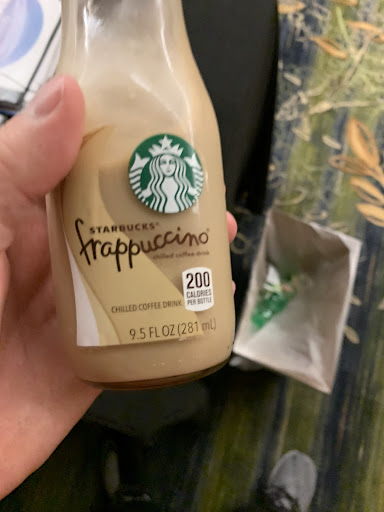 STARBUCKS®
frappuccino®
chilled coffee drink
200
CALORIES
PER BOTTLE
CHILLED COFFEE DRINK
9.5 FL OZ (281 mL)